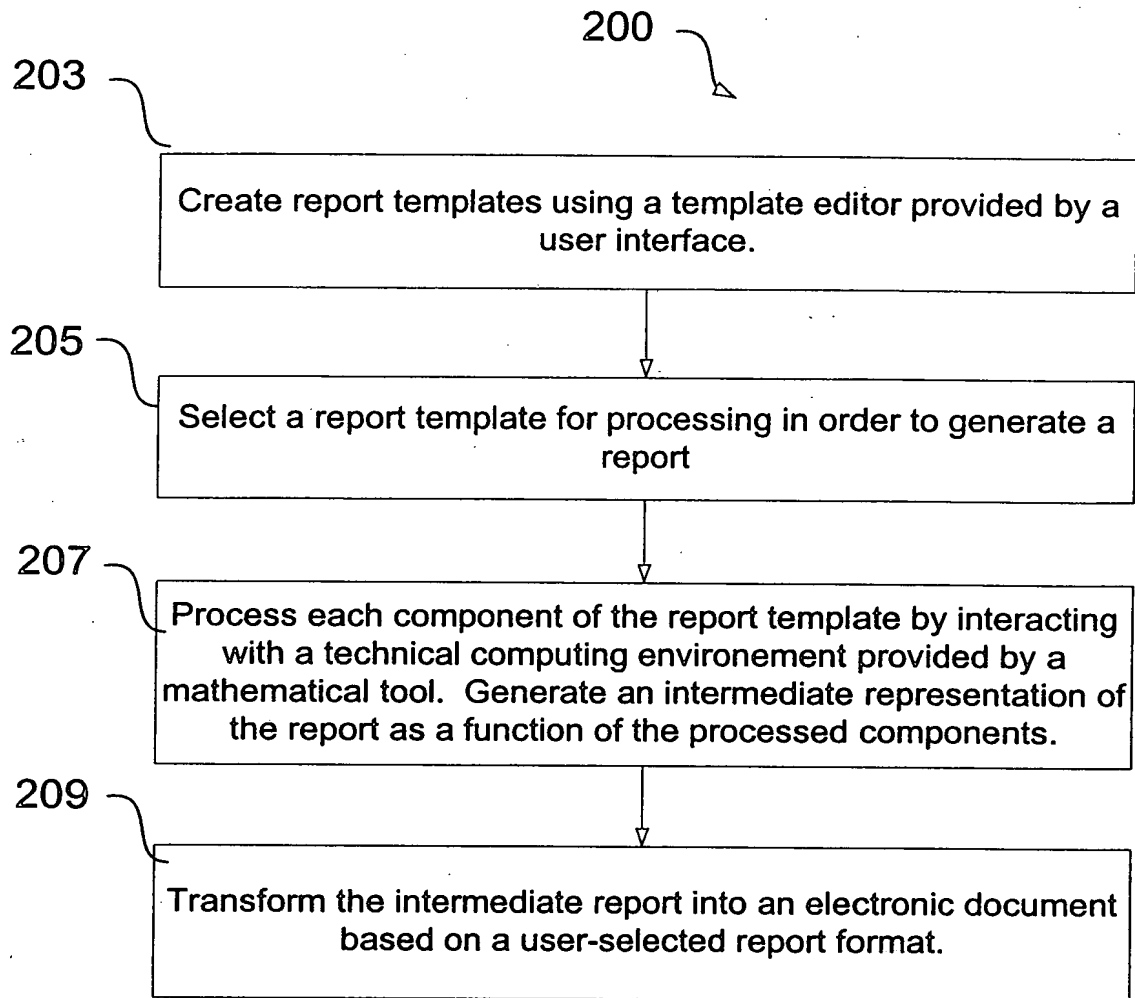 200
203
Create report templates using a template editor provided by a
user interface.
205
Select a report template for processing in order to generate a
report
207
Process each component of the report template by interacting
with a technical computing environement provided by a
mathematical tool.  Generate an intermediate representation of
the report as a function of the processed components.
209
Transform the intermediate report into an electronic document
based on a user-selected report format.